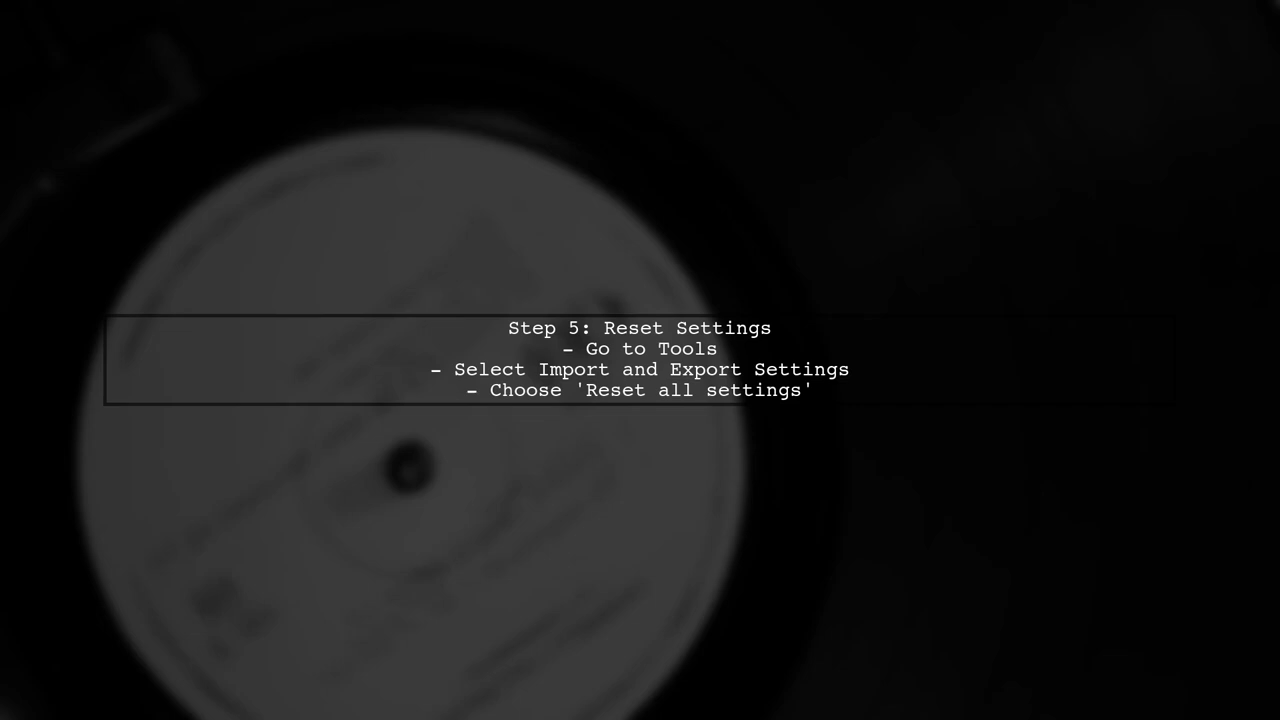 Step 5: Reset Settings
- Go to Tools
- Select Import and Export Settings
- Choose 'Reset all settings'